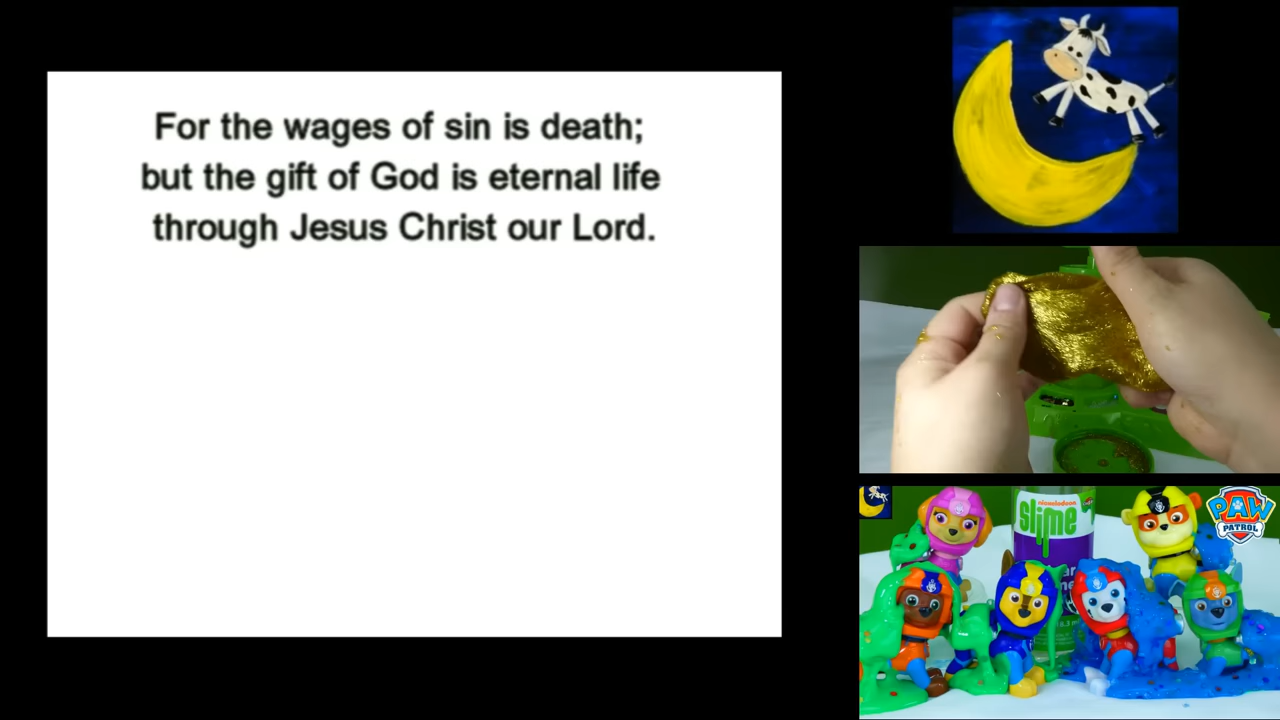 For the wages of sin is death;
but the gift of God is eternal life
through Jesus Christ our Lord.
nickelodeon
slime
PAW
PATROL